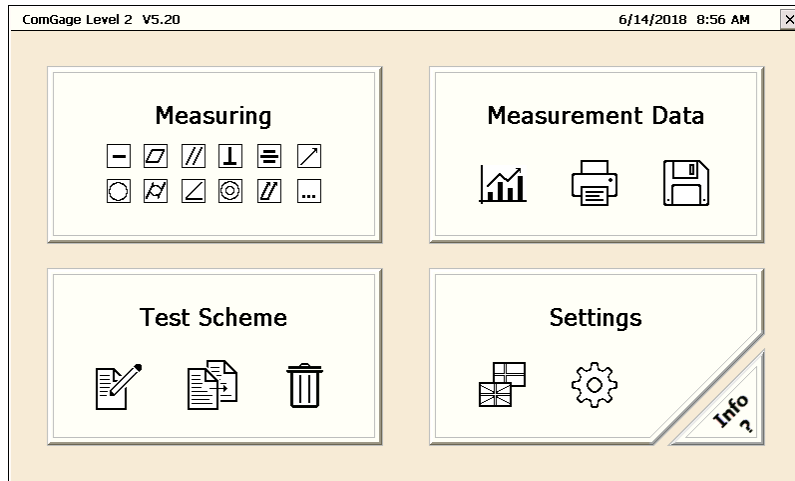 ComGage Level 2 V5.20
6/14/2018 8:56 AM
Measuring
...
Measurement Data
Test Scheme
Settings
Info
?